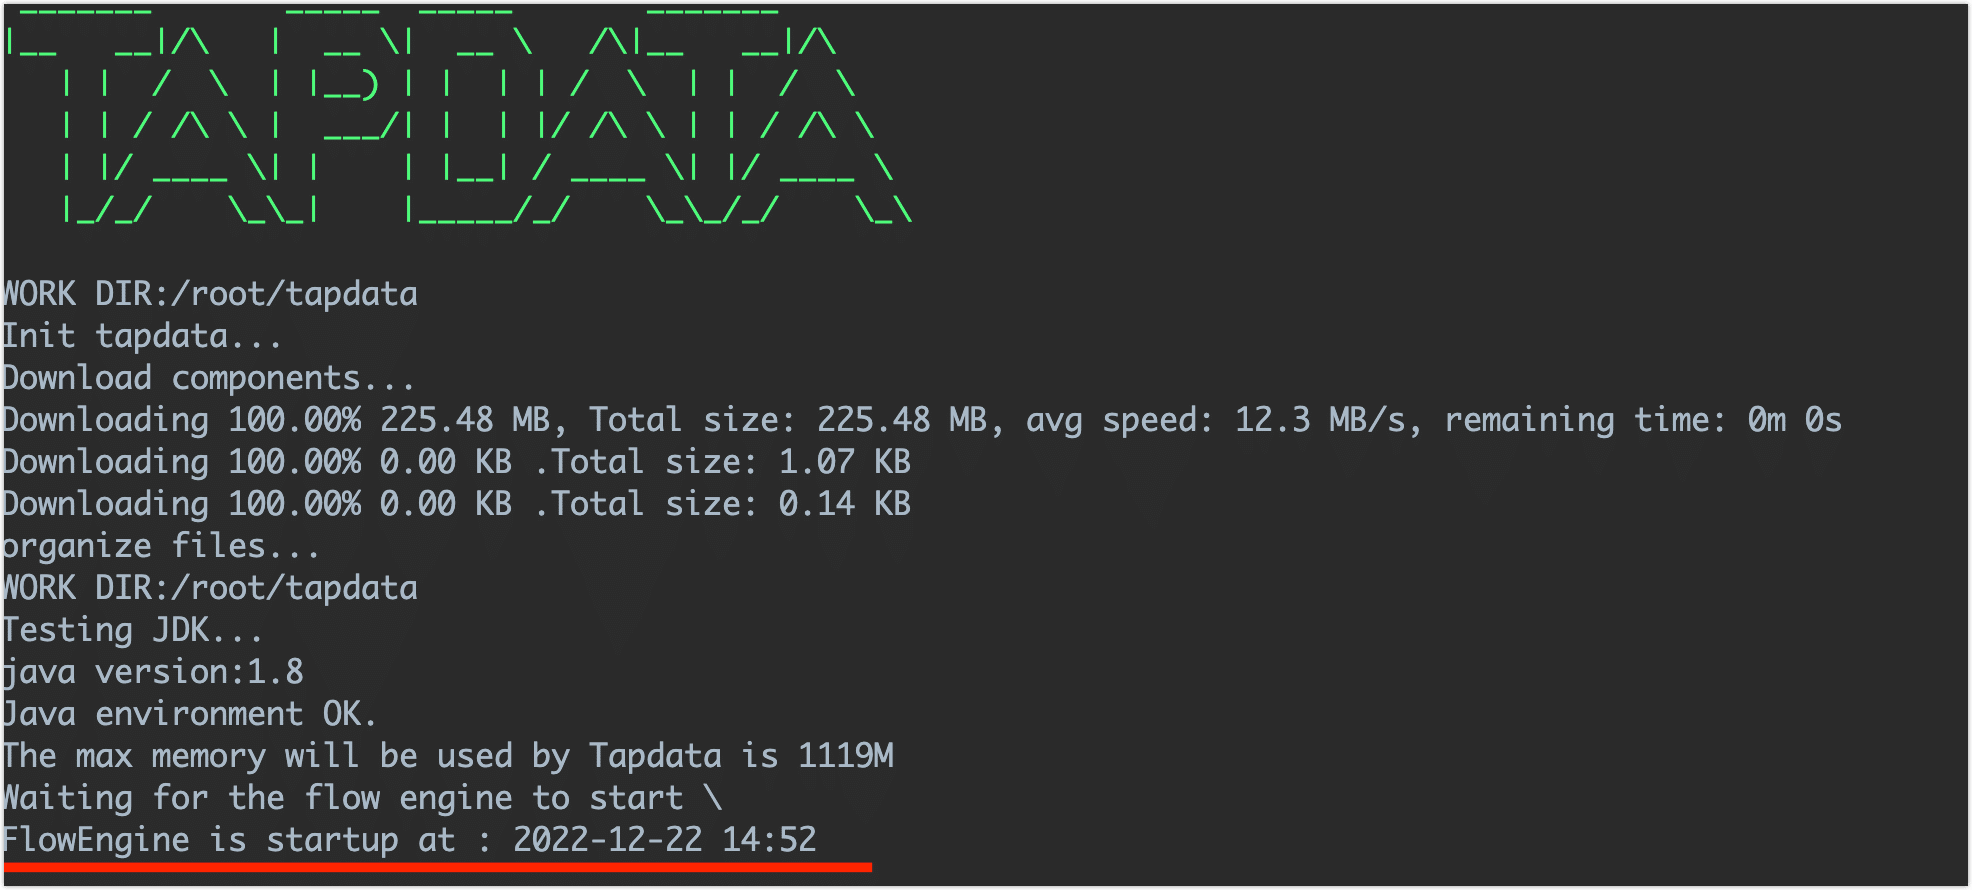 TAPDATA
WORK DIR:/root/tapdata
Init tapdata...
Download components...
Downloading 100.00% 225.48 MB, Total size: 225.48 MB, avg speed: 12.3 MB/s, remaining time: 0m 0s
Downloading 100.00% 0.00 KB .Total size: 1.07 KB
Downloading 100.00% 0.00 KB .Total size: 0.14 KB
organize files...
WORK DIR:/root/tapdata
Testing JDK...
java version:1.8
Java environment OK.
The max memory will be used by Tapdata is 1119M
Waiting for the flow engine to start \
FlowEngine is startup at : 2022-12-22 14:52